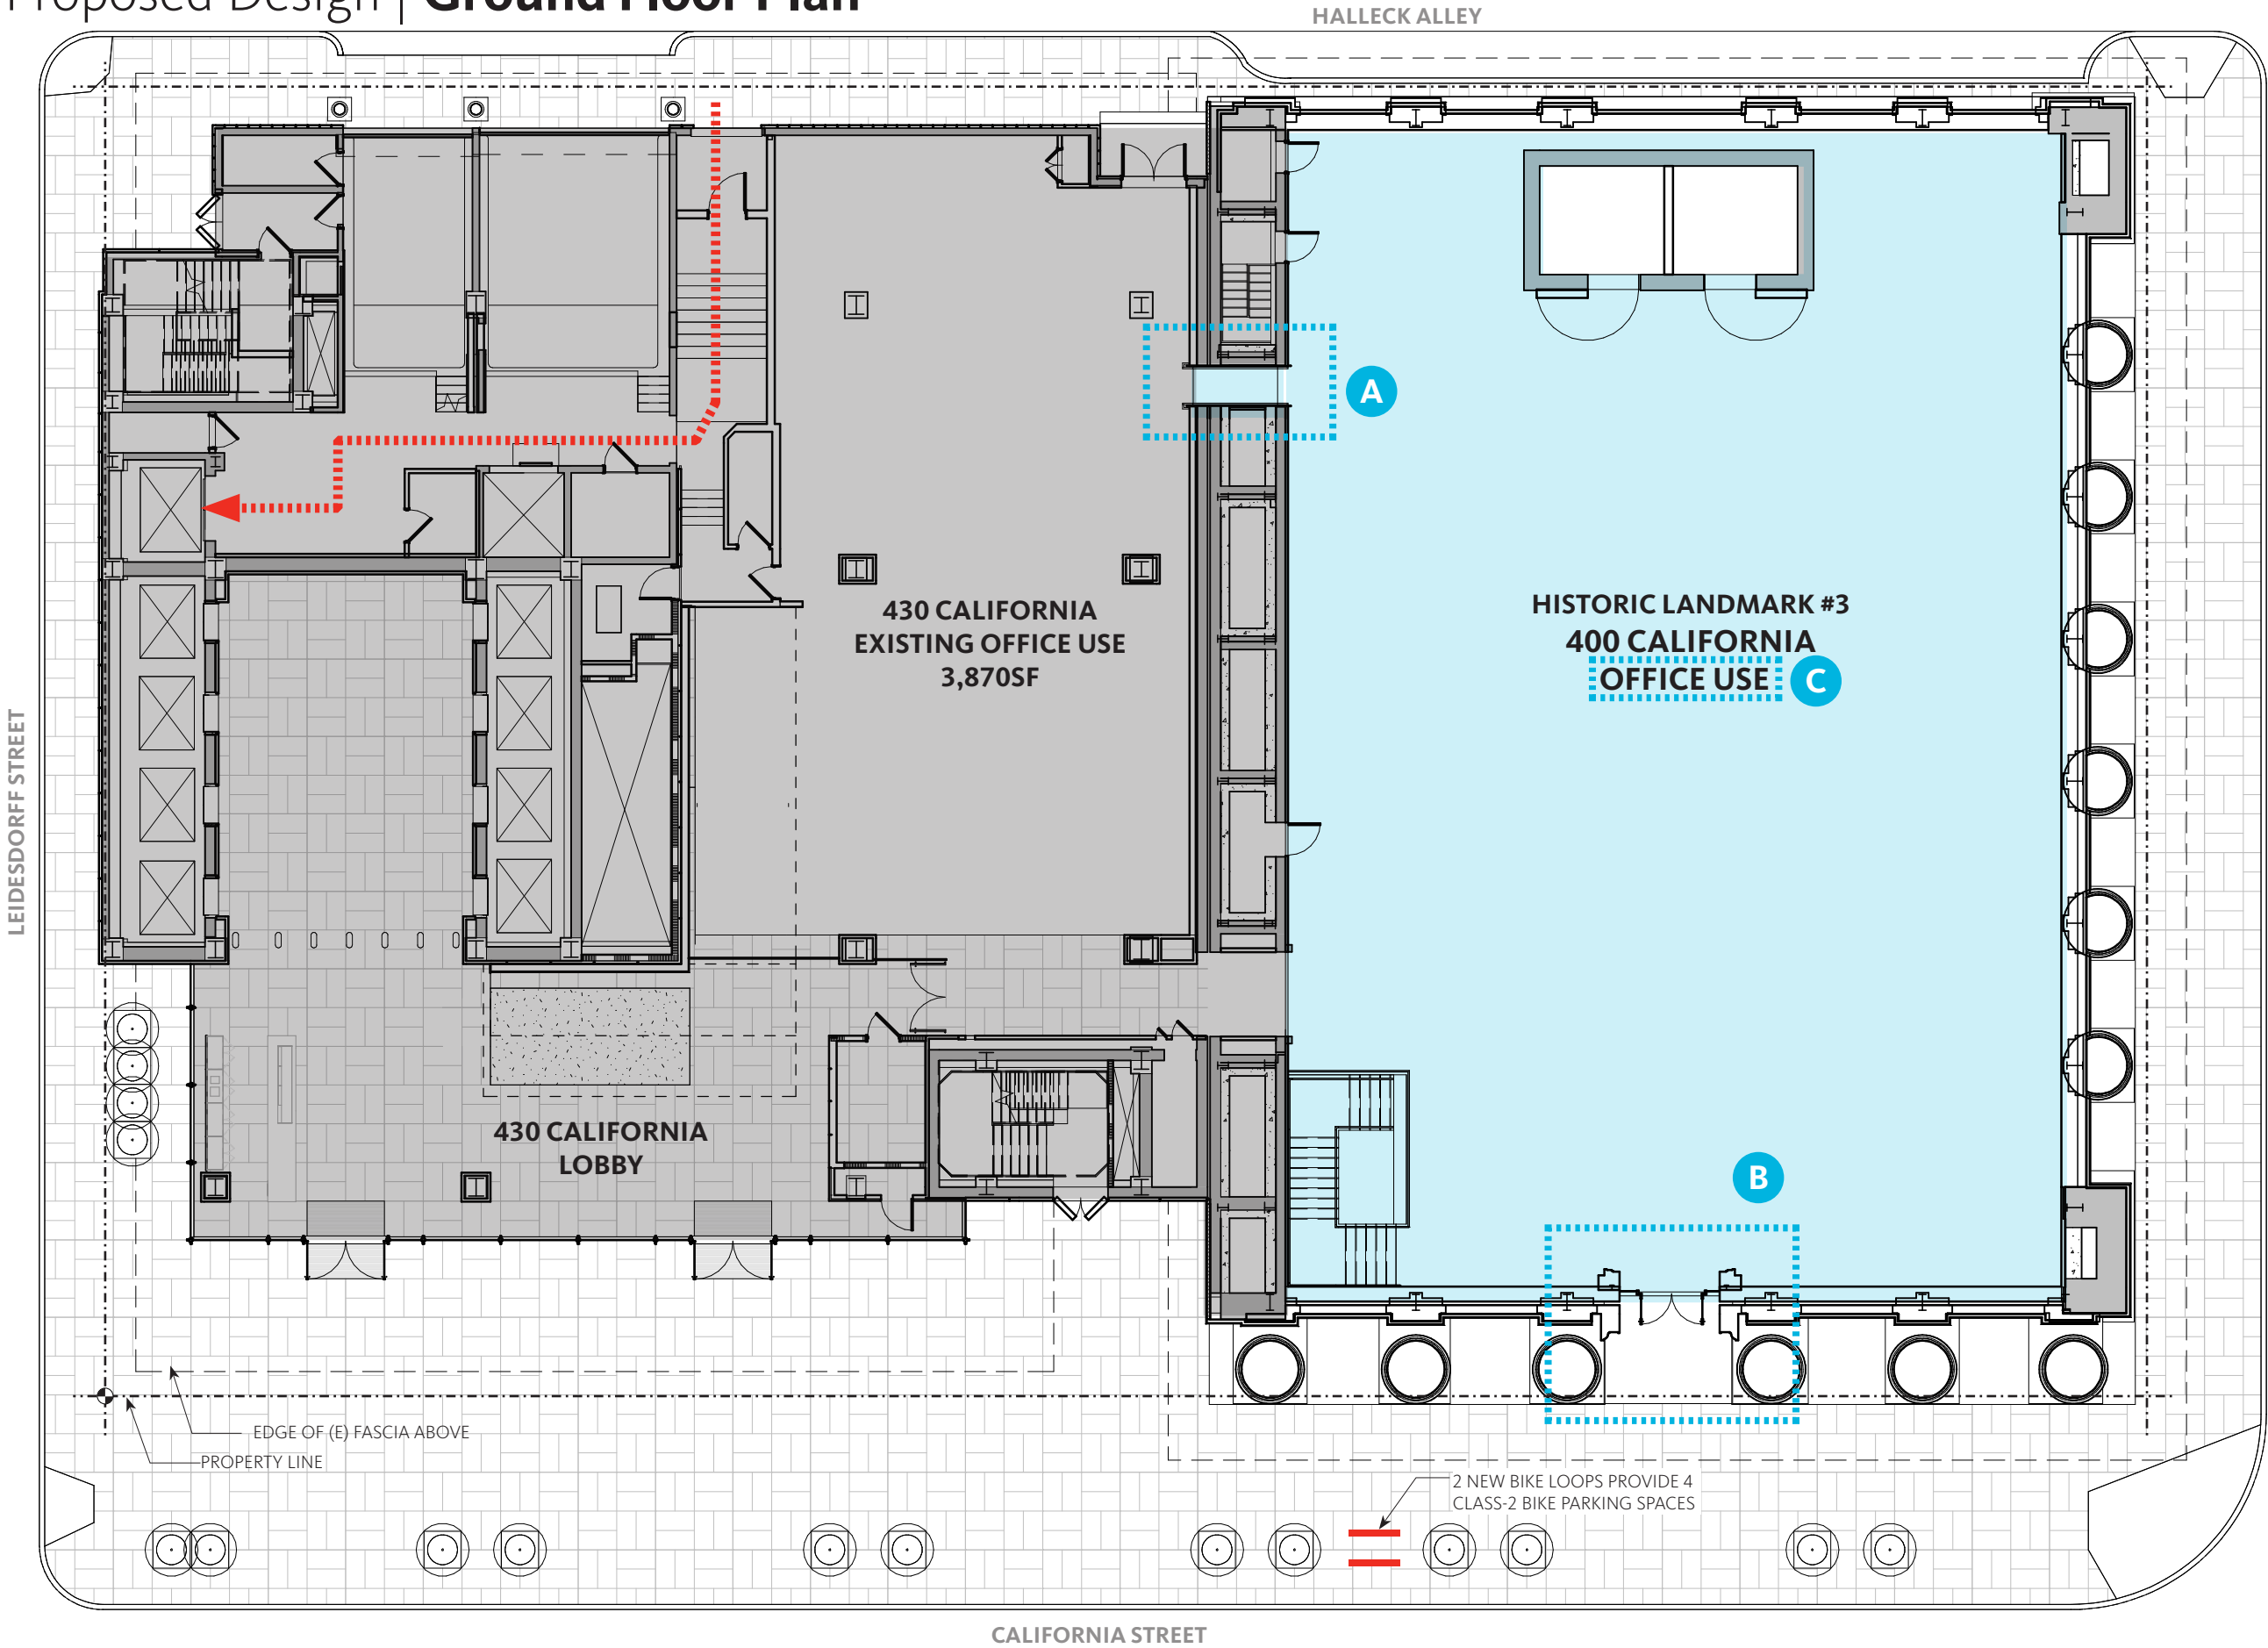 Proposed Design | Ground Floor Plan
HALLECK ALLEY
A
HISTORIC LANDMARK #3
400 CALIFORNIA
OFFICE USE
C
430 CALIFORNIA
EXISTING OFFICE USE
3,870SF
LEIDESDORFF STREET
430 CALIFORNIA
LOBBY
B
EDGE OF (E) FASCIA ABOVE
PROPERTY LINE
2 NEW BIKE LOOPS PROVIDE 4
CLASS-2 BIKE PARKING SPACES
CALIFORNIA STREET